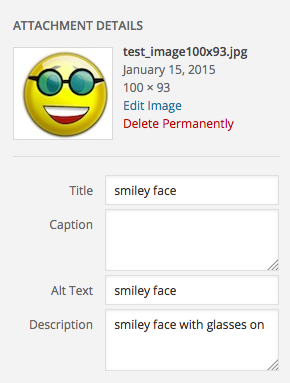 ATTACHMENT DETAILS
test_image100x93.jpg
January 15, 2015
100 × 93
Edit Image
Delete Permanently
Title smiley face
Caption
Alt Text smiley face
Description smiley face with glasses on